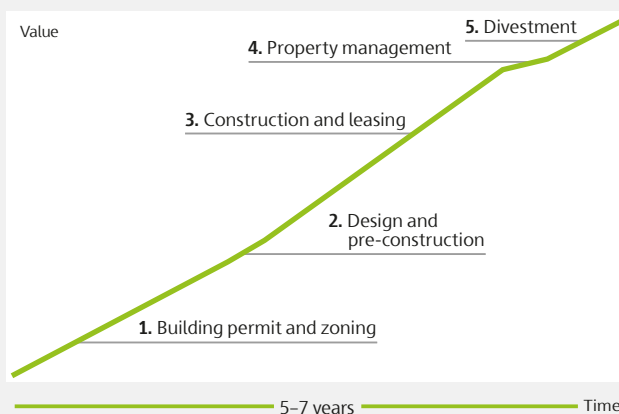 Value
5. Divestment
4. Property management
3. Construction and leasing
2. Design and
pre-construction
1. Building permit and zoning
5–7 years
Time